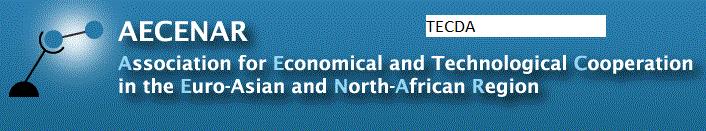 AECENAR
TECDA
Association for Economical and Technological Cooperation
in the Euro-Asian and North-African Region